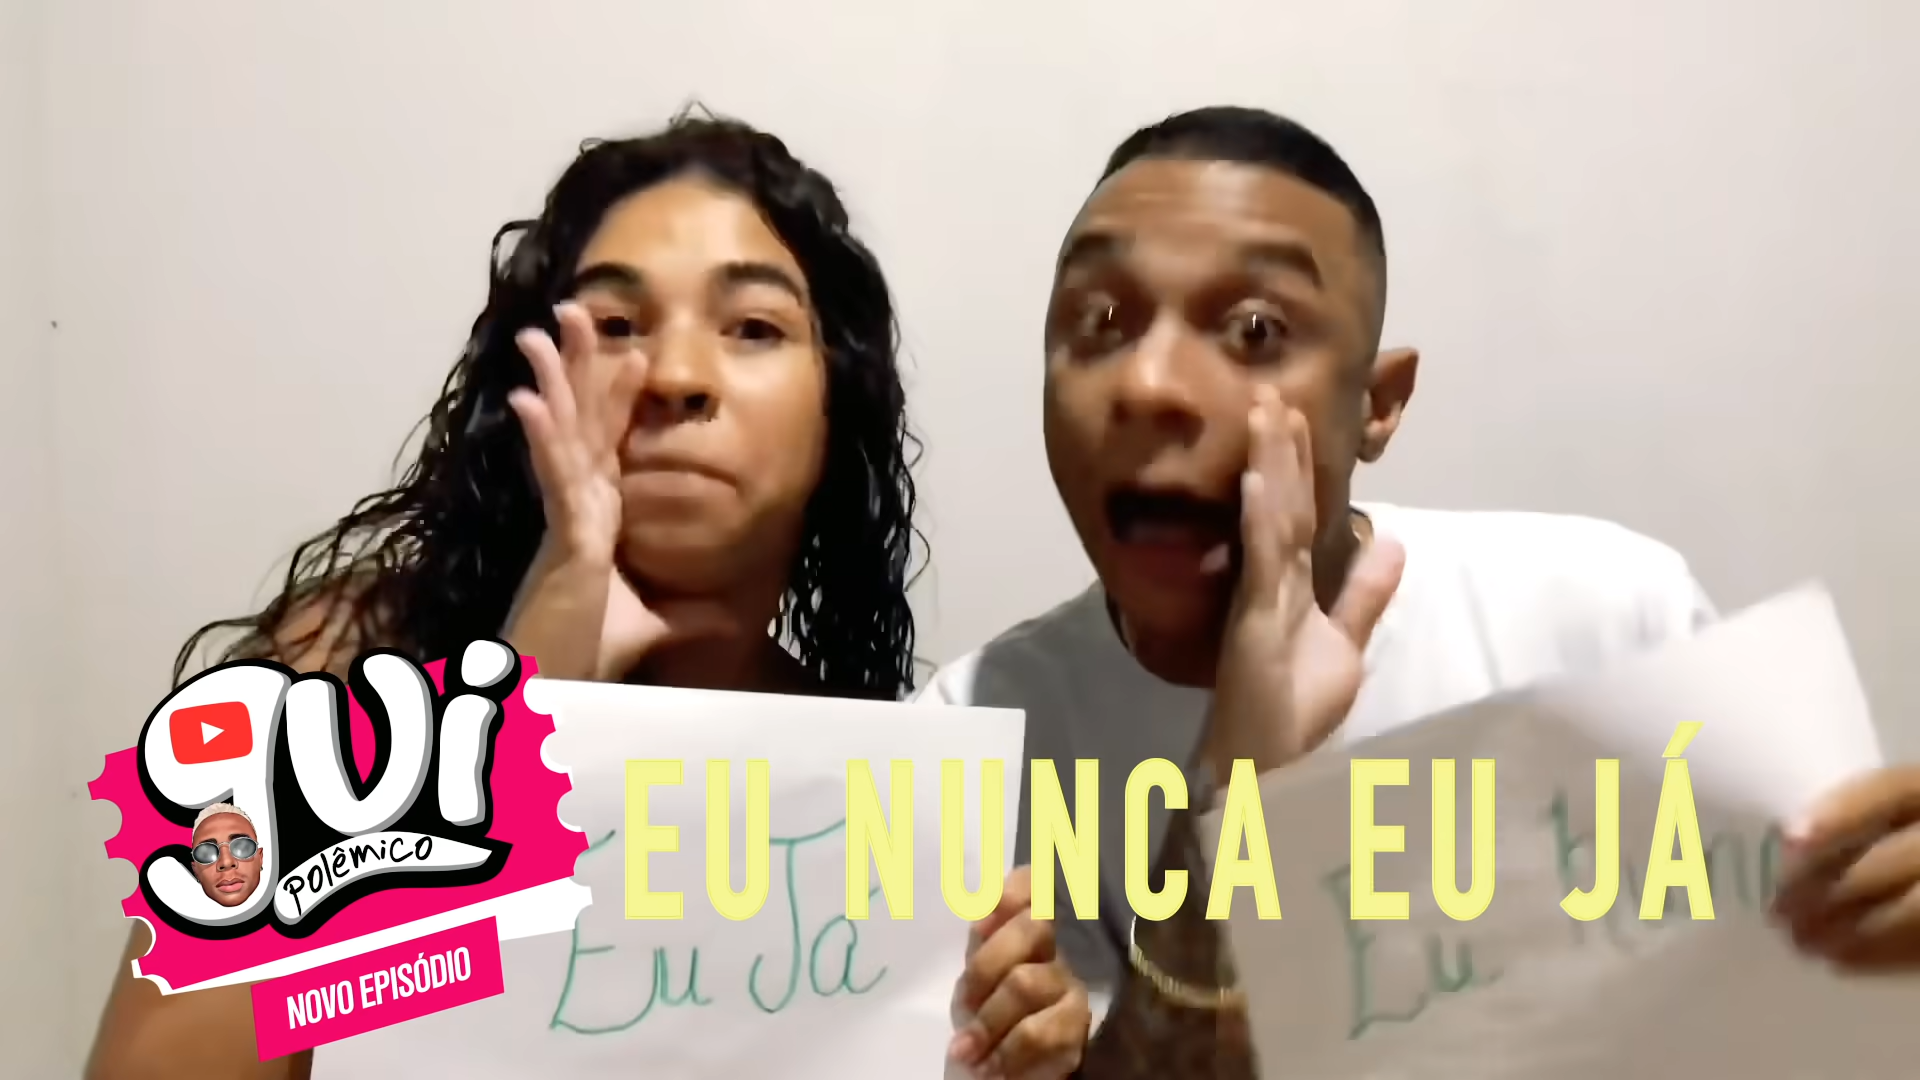 gui
polêmico
NOVO EPISÓDIO
EU NUNCA EU JÁ
Eu Já
Eu